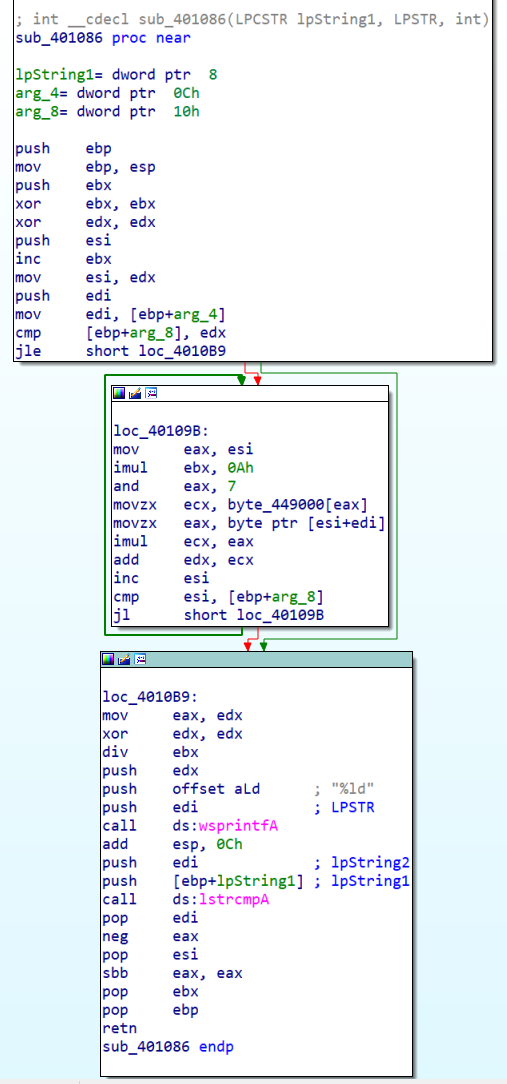 ; int __cdecl sub_401086(LPCSTR lpString1, LPSTR, int)
sub_401086 proc near
lpString1= dword ptr  8
arg_4= dword ptr  0Ch
arg_8= dword ptr  10h
push    ebp
mov     ebp, esp
push    ebx
xor     ebx, ebx
xor     edx, edx
push    esi
inc     ebx
mov     esi, edx
push    edi
mov     edi, [ebp+arg_4]
cmp     [ebp+arg_8], edx
jle     short loc_4010B9
loc_40109B:
mov     eax, esi
imul    ebx, 0Ah
and     eax, 7
movzx   ecx, byte_449000[eax]
movzx   eax, byte ptr [esi+edi]
imul    ecx, eax
add     edx, ecx
inc     esi
cmp     esi, [ebp+arg_8]
jl      short loc_40109B
loc_4010B9:
mov     eax, edx
xor     edx, edx
div     ebx
push    edx
push    offset aLd      ; "%ld"
push    edi             ; LPSTR
call    ds:wsprintfA
add     esp, 0Ch
push    edi             ; lpString2
push    [ebp+lpString1] ; lpString1
call    ds:lstrcmpA
pop     edi
neg     eax
pop     esi
sbb     eax, eax
pop     ebx
pop     ebp
retn
sub_401086 endp